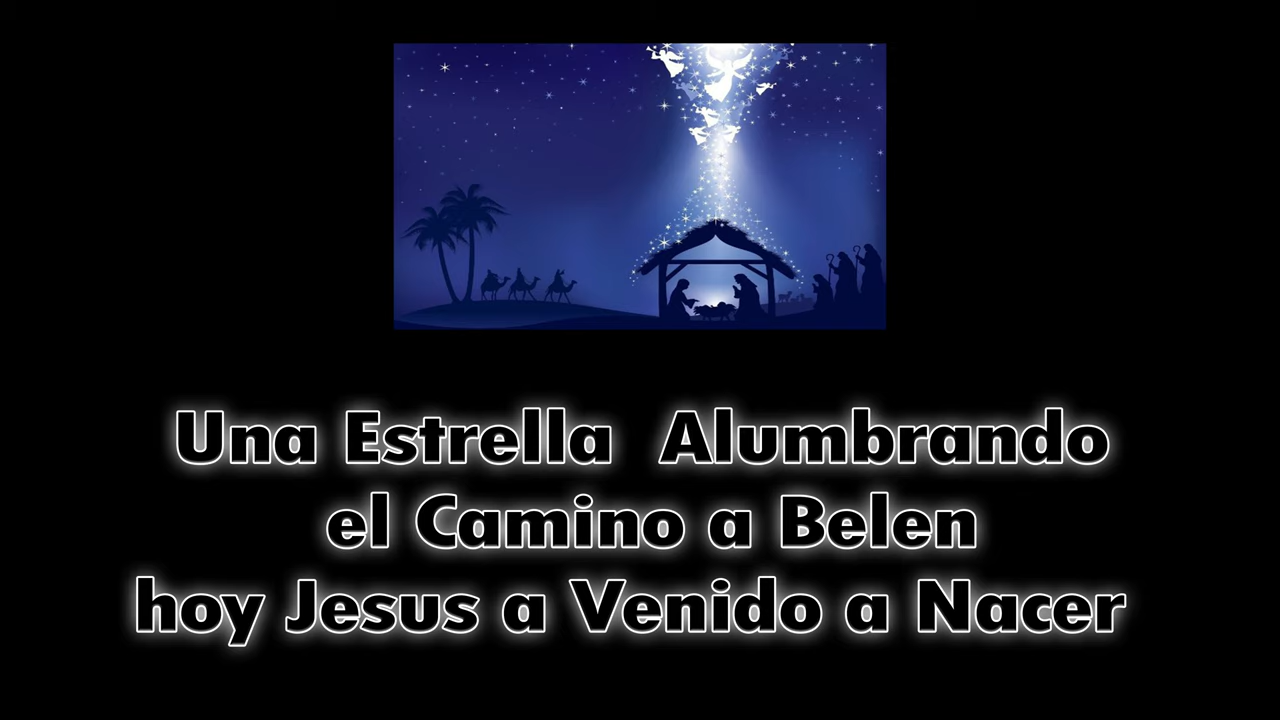 Una Estrella  Alumbrando
el Camino a Belen
hoy Jesus a Venido a Nacer